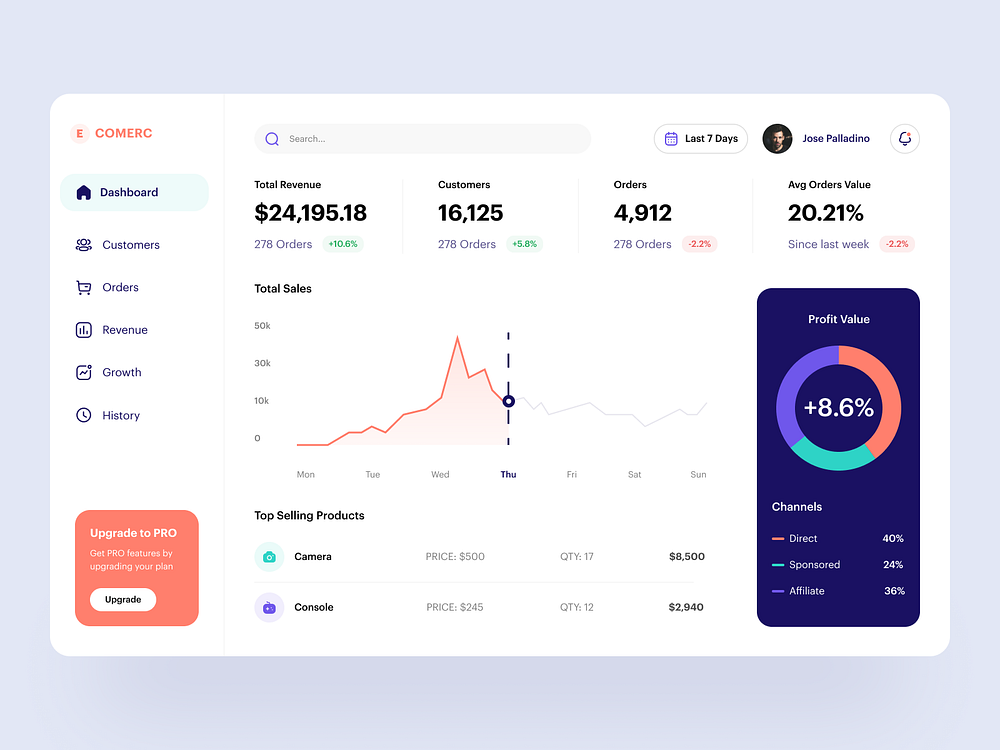 E COMERC
Dashboard
Customers
Orders
Revenue
Growth
History
Upgrade to PRO
Get PRO features by
upgrading your plan
Upgrade
Search...
Last 7 Days
Jose Palladino
Total Revenue
$24,195.18
278 Orders +10.6%
Customers
16,125
278 Orders +5.8%
Orders
4,912
278 Orders -2.2%
Avg Orders Value
20.21%
Since last week -2.2%
Total Sales
50k
30k
10k
0
Mon Tue Wed Thu Fri Sat Sun
Top Selling Products
Camera PRICE: $500 QTY: 17 $8,500
Console PRICE: $245 QTY: 12 $2,940
Profit Value
+8.6%
Channels
Direct 40%
Sponsored 24%
Affiliate 36%